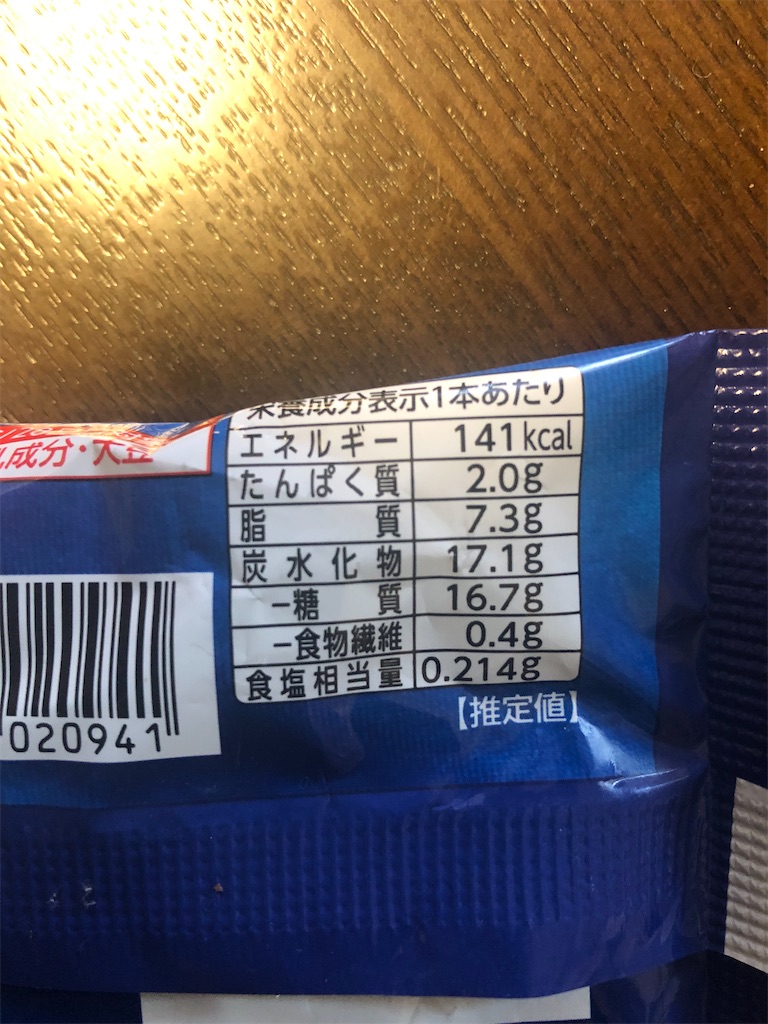 成分・大豆
栄養成分表示1本あたり
エネルギー 141kcal
たんぱく質 2.0g
脂質 7.3g
炭水化物 17.1g
−糖質 16.7g
−食物繊維 0.4g
食塩相当量 0.214g
【推定値】
020941